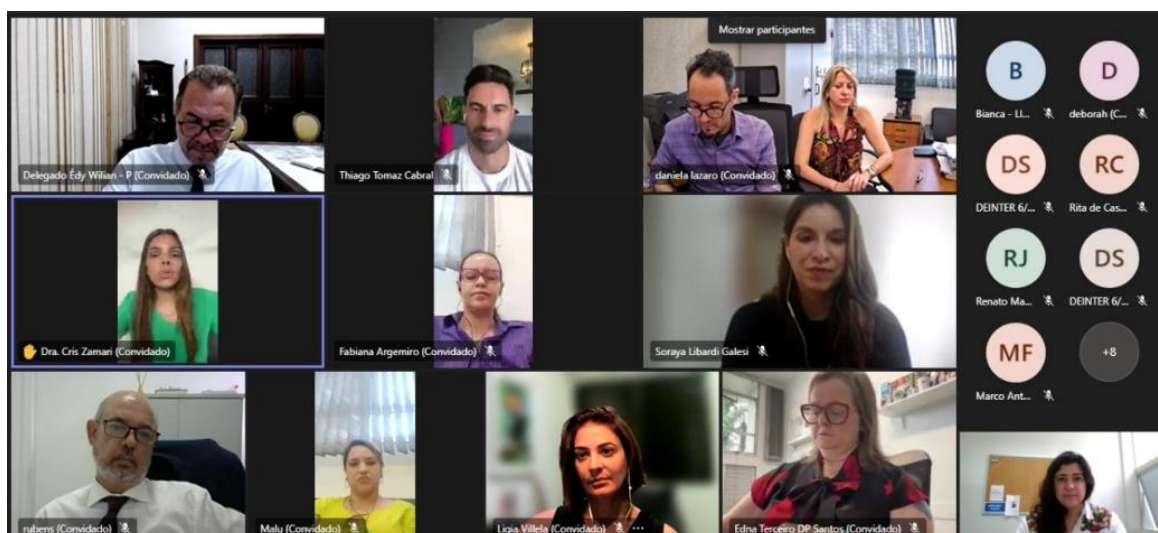 Mostrar participantes
Delegado Édy Wilian - P (Convidado)
Thiago Tomaz Cabral
daniela lazaro (Convidado)
B
D
Bianca - LI...
deborah (C...
DS
RC
DEINTER 6/...
Rita de Cas...
Dra. Cris Zamari (Convidado)
Fabiana Argemiro (Convidado)
Soraya Libardi Galesi
RJ
DS
Renato Ma...
DEINTER 6/...
MF
+8
Marco Ant...
rubens (Convidado)
Malu (Convidado)
Ligia Villela (Convidado)
...
Edna Terceiro DP Santos (Convidado)